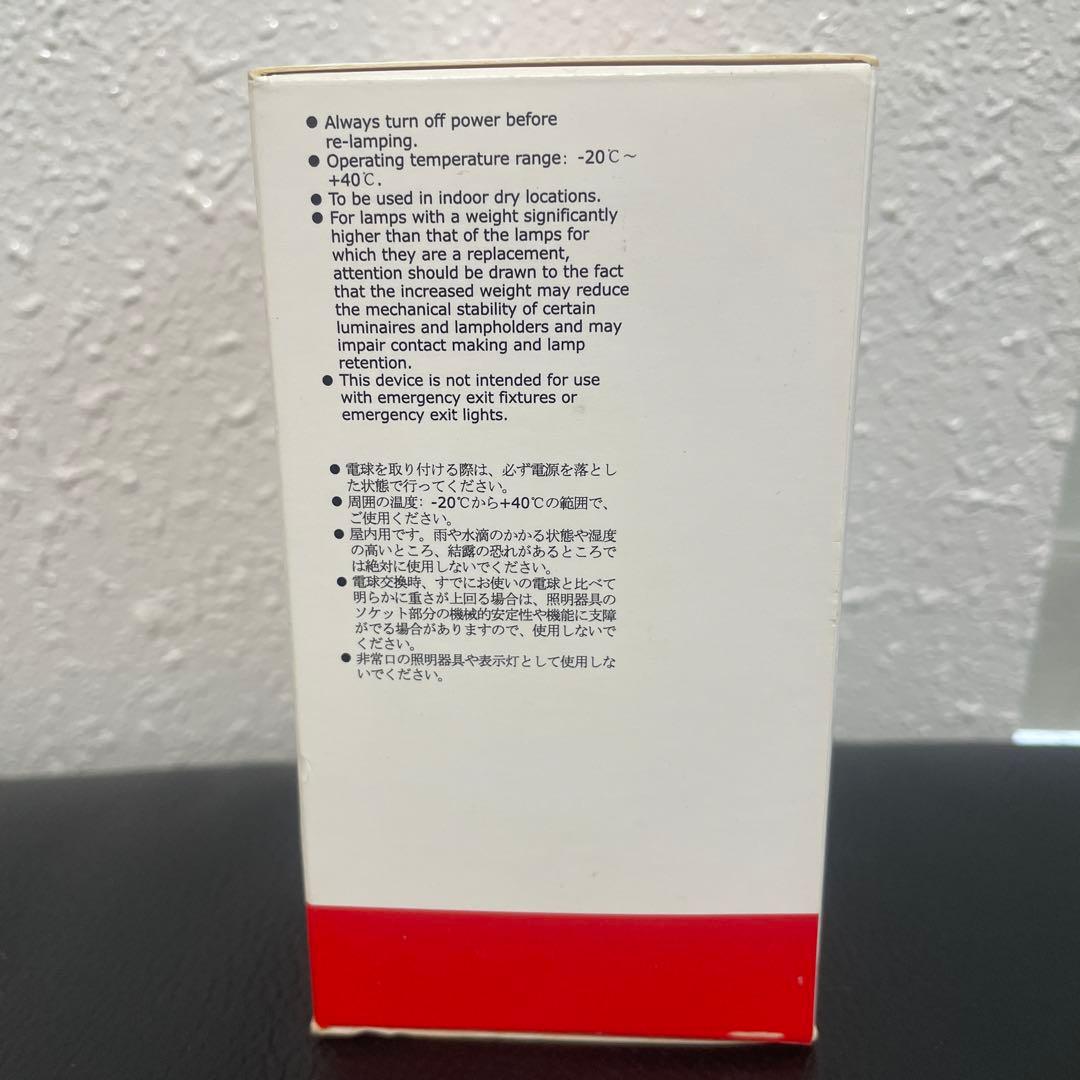 ● Always turn off power before
re-lamping.
● Operating temperature range: -20℃～
+40℃.
● To be used in indoor dry locations.
● For lamps with a weight significantly
higher than that of the lamps for
which they are a replacement,
attention should be drawn to the fact
that the increased weight may reduce
the mechanical stability of certain
luminaires and lampholders and may
impair contact making and lamp
retention.
● This device is not intended for use
with emergency exit fixtures or
emergency exit lights.
● 電球を取り付ける際は、必ず電源を落とし
た状態で行ってください。
● 周囲の温度: -20℃から+40℃の範囲で、
ご使用ください。
● 屋内用です。雨や水滴のかかる状態や湿度
の高いところ、結露の恐れがあるところで
は絶対に使用しないでください。
● 電球交換時、すでにお使いの電球と比べて
明らかに重さが上回る場合は、照明器具の
ソケット部分の機械的安定性や機能に支障
がでる場合がありますので、使用しないで
ください。
● 非常口の照明器具や表示灯として使用しな
いでください。